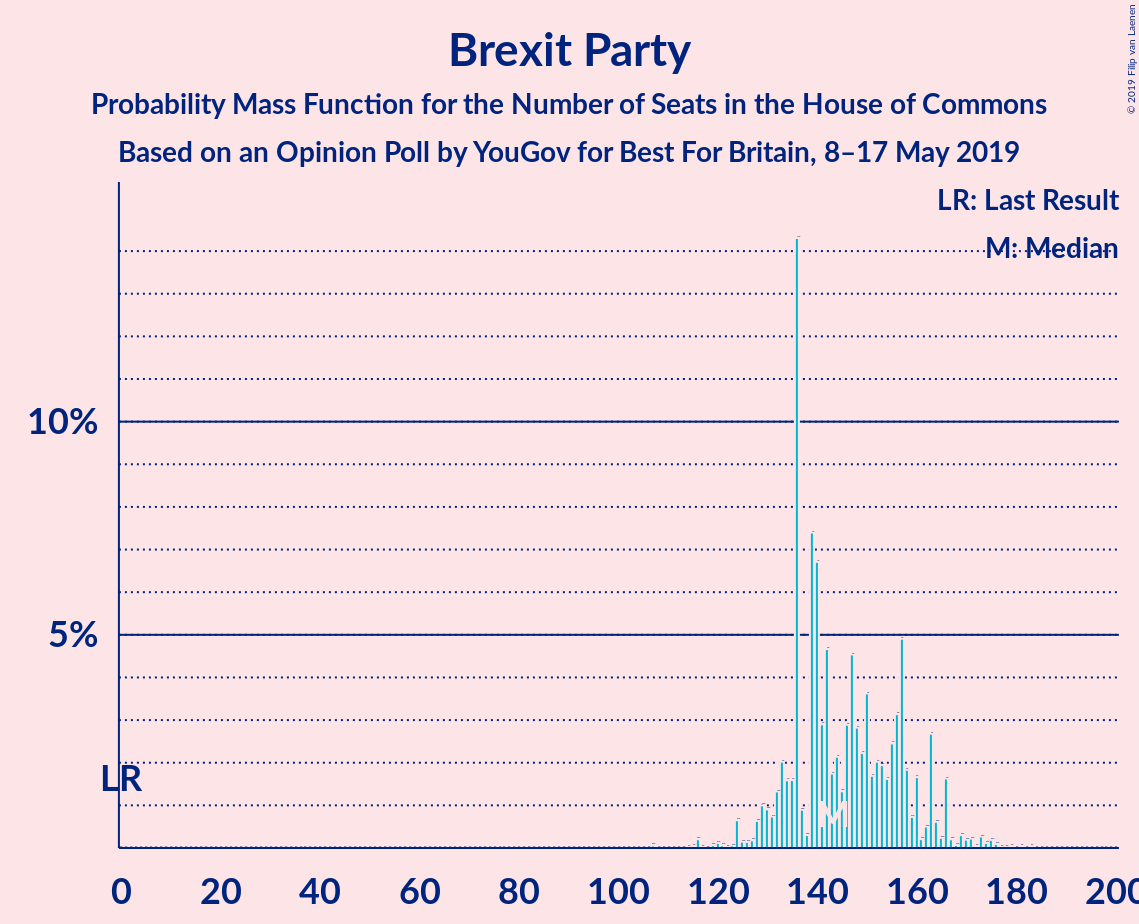 © 2019 Filip van Laenen
Brexit Party
Probability Mass Function for the Number of Seats in the House of Commons
Based on an Opinion Poll by YouGov for Best For Britain, 8–17 May 2019
LR: Last Result
M: Median
10%
5%
LR
M
0 20 40 60 80 100 120 140 160 180 200